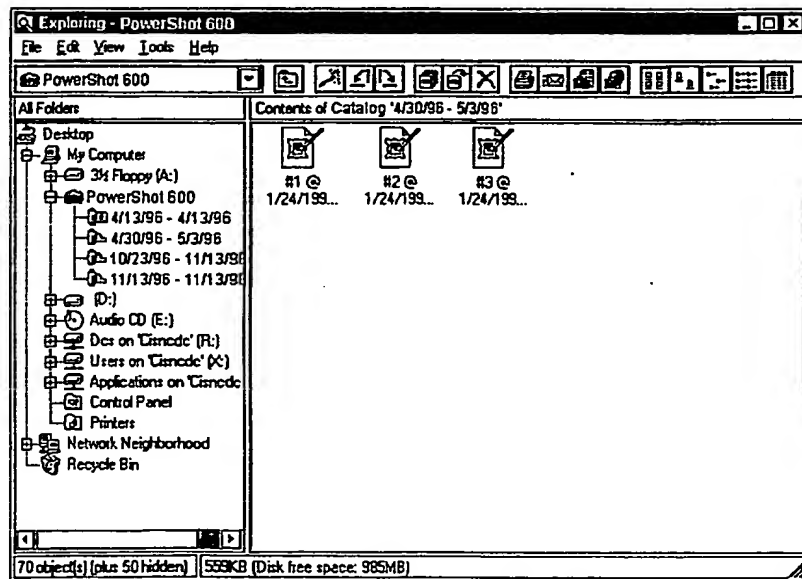 Exploring - PowerShot 600
File Edit View Tools Help
PowerShot 600
All Folders
Contents of Catalog '4/30/96 - 5/3/96'
Desktop
My Computer
3½ Floppy (A:)
PowerShot 600
4/13/96 - 4/13/96
4/30/96 - 5/3/96
10/23/96 - 11/13/96
11/13/96 - 11/13/96
(D:)
Audio CD (E:)
Dcs on 'Cisncdc' (R:)
Users on 'Cisncdc' (X:)
Applications on 'Cisncdc
Control Panel
Printers
Network Neighborhood
Recycle Bin
#1 @ #2 @ #3 @
1/24/199... 1/24/199... 1/24/199...
70 object(s) (plus 50 hidden) 559KB (Disk free space: 985MB)